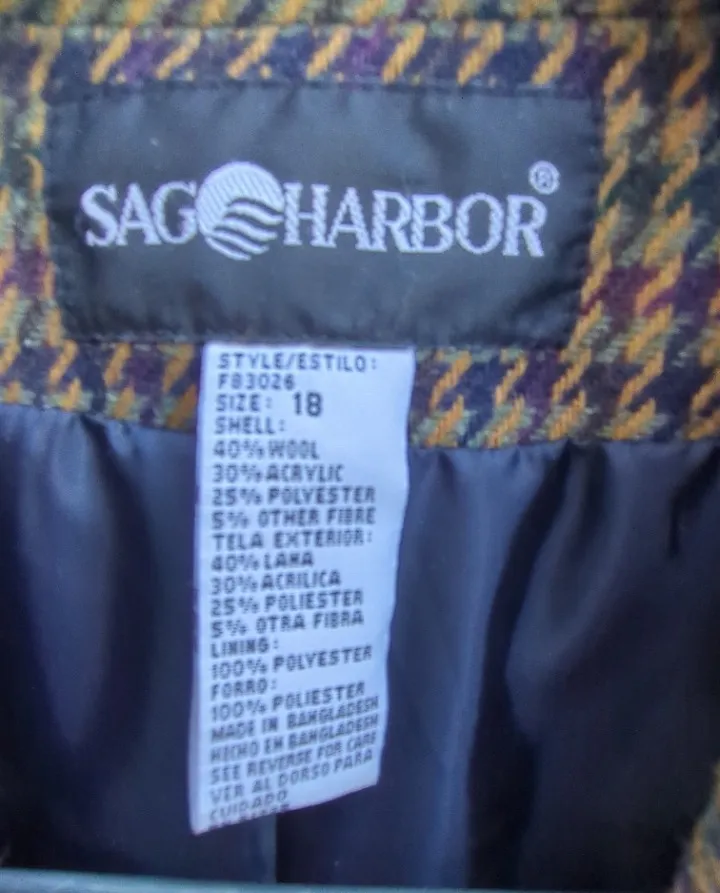 SAG HARBOR®
STYLE/ESTILO:
F83026
SIZE: 18
SHELL:
40% WOOL
30% ACRYLIC
25% POLYESTER
5% OTHER FIBRE
TELA EXTERIOR:
40% LANA
30% ACRILICA
25% POLIESTER
5% OTRA FIBRA
LINING:
100% POLYESTER
FORRO:
100% POLIESTER
MADE IN BANGLADESH
HECHO EN BANGLADESH
SEE REVERSE FOR CARE
VER AL DORSO PARA
CUIDADO